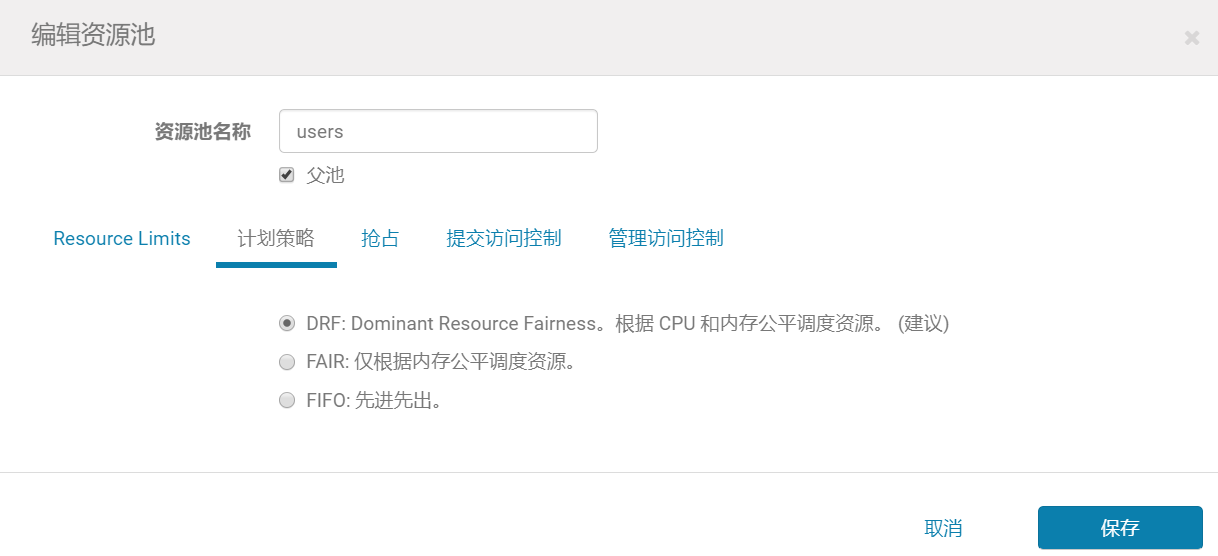 编辑资源池
×
资源池名称 users
父池
Resource Limits 计划策略 抢占 提交访问控制 管理访问控制
DRF: Dominant Resource Fairness。根据 CPU 和内存公平调度资源。 (建议)
FAIR: 仅根据内存公平调度资源。
FIFO: 先进先出。
取消 保存